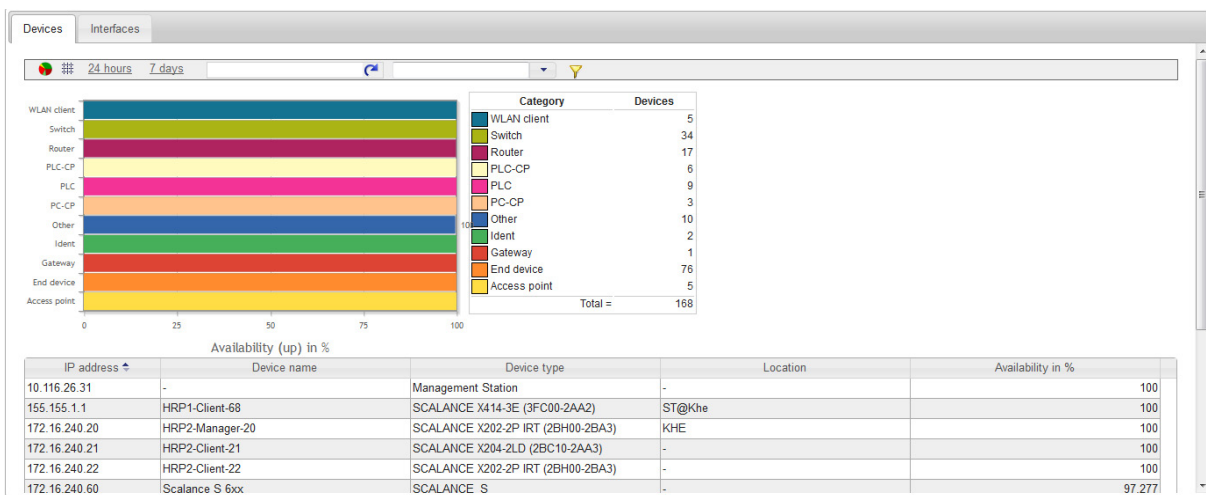 Devices Interfaces
24 hours 7 days
WLAN client
Switch
Router
PLC-CP
PLC
PC-CP
Other
Ident
Gateway
End device
Access point
0 25 50 75 100
Availability (up) in %
Category Devices
WLAN client 5
Switch 34
Router 17
PLC-CP 6
PLC 9
PC-CP 3
Other 10
Ident 2
Gateway 1
End device 76
Access point 5
Total = 168
IP address Device name Device type Location Availability in %
10.116.26.31 - Management Station - 100
155.155.1.1 HRP1-Client-68 SCALANCE X414-3E (3FC00-2AA2) ST@Khe 100
172.16.240.20 HRP2-Manager-20 SCALANCE X202-2P IRT (2BH00-2BA3) KHE 100
172.16.240.21 HRP2-Client-21 SCALANCE X204-2LD (2BC10-2AA3) - 100
172.16.240.22 HRP2-Client-22 SCALANCE X202-2P IRT (2BH00-2BA3) - 100
172.16.240.60 Scalance S 6xx SCALANCE S - 97.277